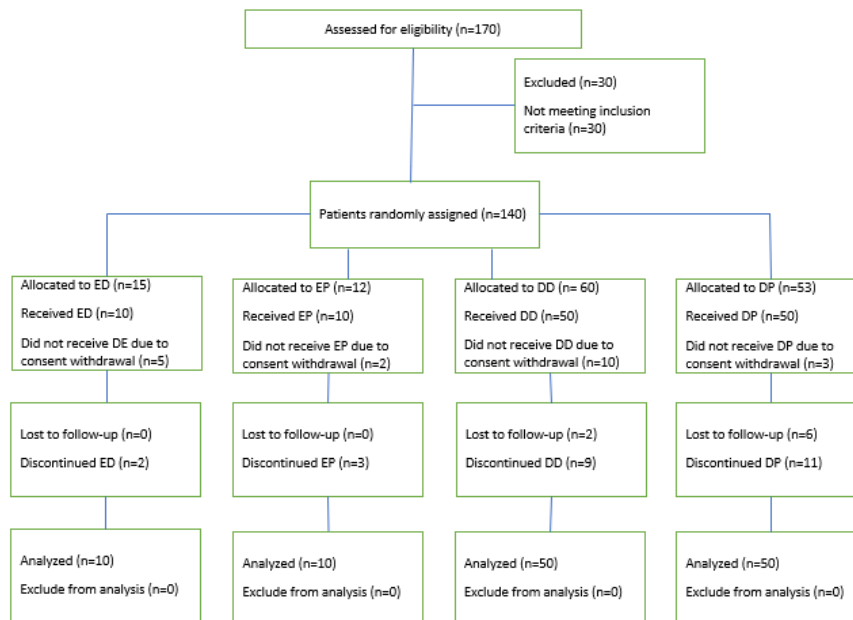 Assessed for eligibility (n=170)
Excluded (n=30)
Not meeting inclusion
criteria (n=30)
Patients randomly assigned (n=140)
Allocated to ED (n=15)
Received ED (n=10)
Did not receive DE due to
consent withdrawal (n=5)
Allocated to EP (n=12)
Received EP (n=10)
Did not receive EP due to
consent withdrawal (n=2)
Allocated to DD (n= 60)
Received DD (n=50)
Did not receive DD due to
consent withdrawal (n=10)
Allocated to DP (n=53)
Received DP (n=50)
Did not receive DP due to
consent withdrawal (n=3)
Lost to follow-up (n=0)
Discontinued ED (n=2)
Lost to follow-up (n=0)
Discontinued EP (n=3)
Lost to follow-up (n=2)
Discontinued DD (n=9)
Lost to follow-up (n=6)
Discontinued DP (n=11)
Analyzed (n=10)
Exclude from analysis (n=0)
Analyzed (n=10)
Exclude from analysis (n=0)
Analyzed (n=50)
Exclude from analysis (n=0)
Analyzed (n=50)
Exclude from analysis (n=0)